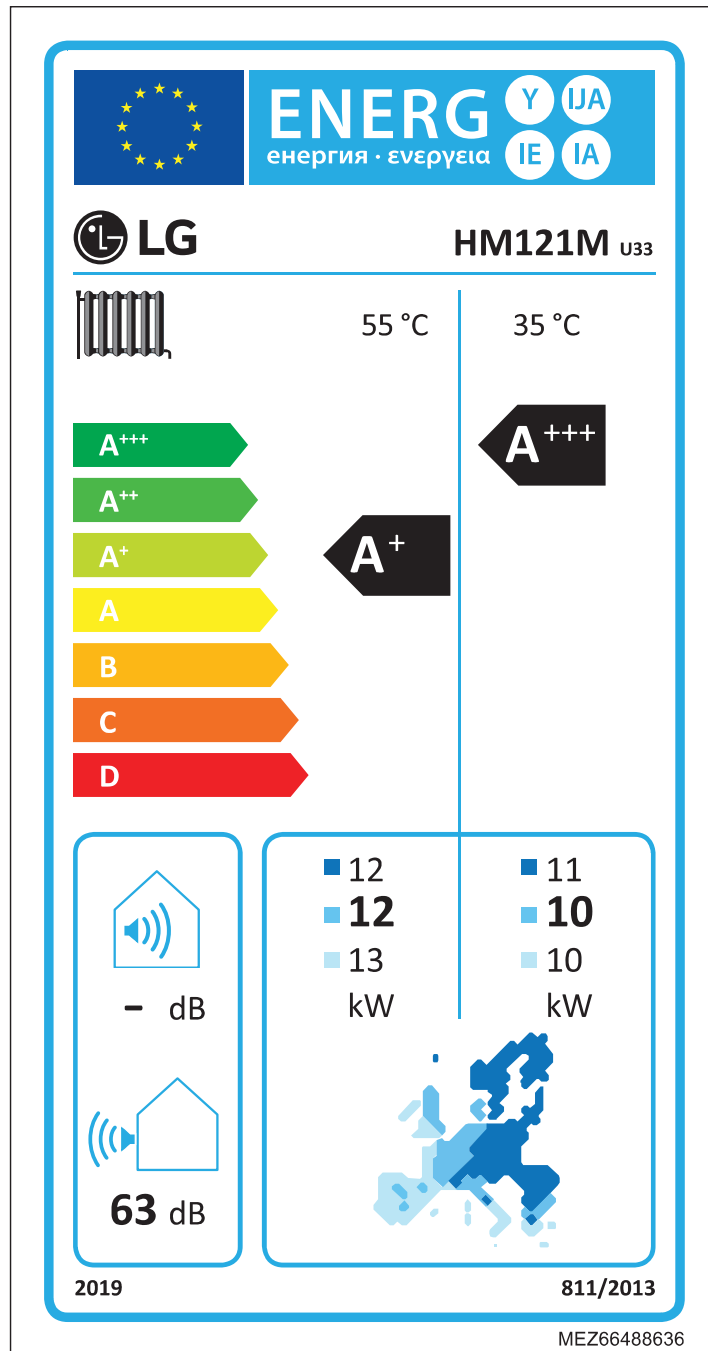 ENERG Y IJA
енергия · ενεργεια IE IA
LG HM121M U33
55 °C 35 °C
A+++ A+++
A++
A+ A+
A
B
C
D
12 11
12 10
13 10
kW kW
– dB
63 dB
2019 811/2013
MEZ66488636